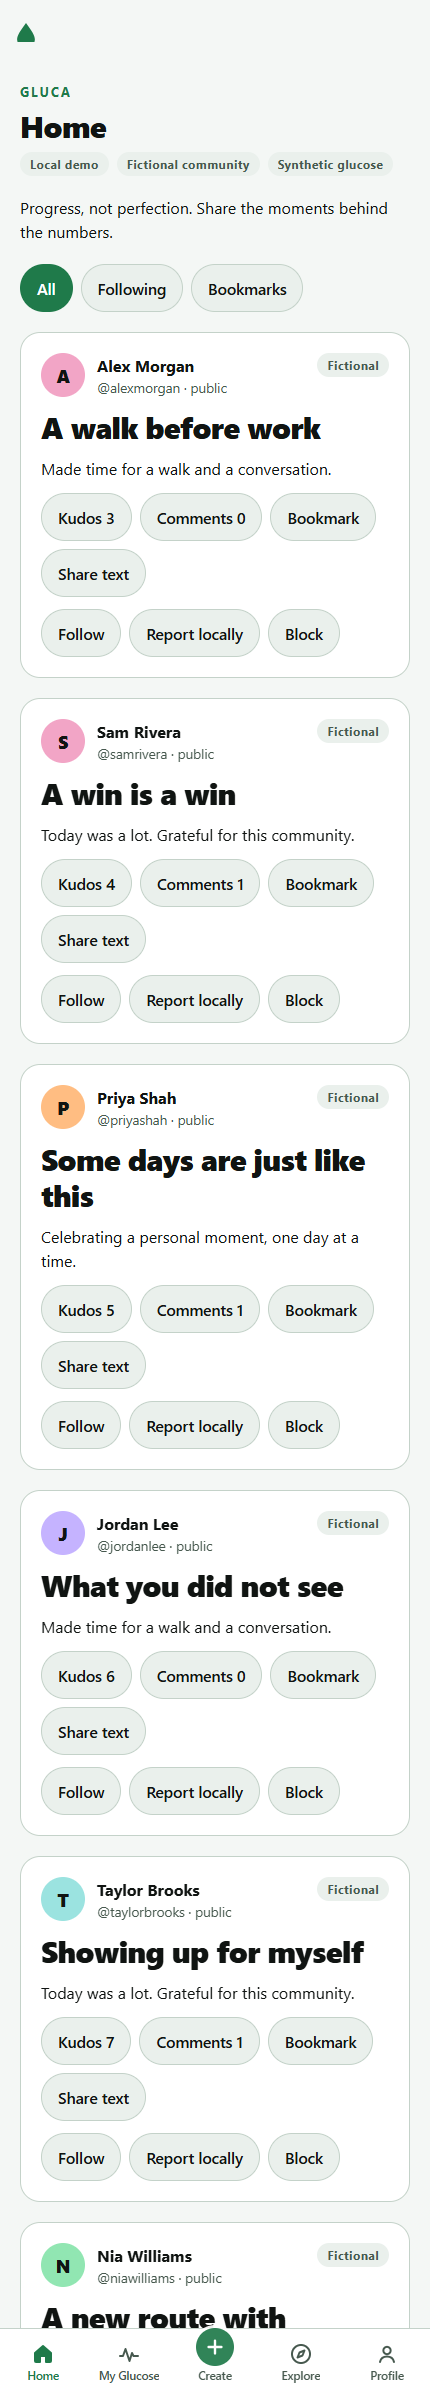 GLUCA
Home
Local demo Fictional community Synthetic glucose
Progress, not perfection. Share the moments behind
the numbers.
All Following Bookmarks
A Alex Morgan Fictional
@alexmorgan · public
A walk before work
Made time for a walk and a conversation.
Kudos 3 Comments 0 Bookmark
Share text
Follow Report locally Block
S Sam Rivera Fictional
@samrivera · public
A win is a win
Today was a lot. Grateful for this community.
Kudos 4 Comments 1 Bookmark
Share text
Follow Report locally Block
P Priya Shah Fictional
@priyashah · public
Some days are just like
this
Celebrating a personal moment, one day at a
time.
Kudos 5 Comments 1 Bookmark
Share text
Follow Report locally Block
J Jordan Lee Fictional
@jordanlee · public
What you did not see
Made time for a walk and a conversation.
Kudos 6 Comments 0 Bookmark
Share text
Follow Report locally Block
T Taylor Brooks Fictional
@taylorbrooks · public
Showing up for myself
Today was a lot. Grateful for this community.
Kudos 7 Comments 1 Bookmark
Share text
Follow Report locally Block
N Nia Williams Fictional
@niawilliams · public
A new route with
Home My Glucose Create Explore Profile